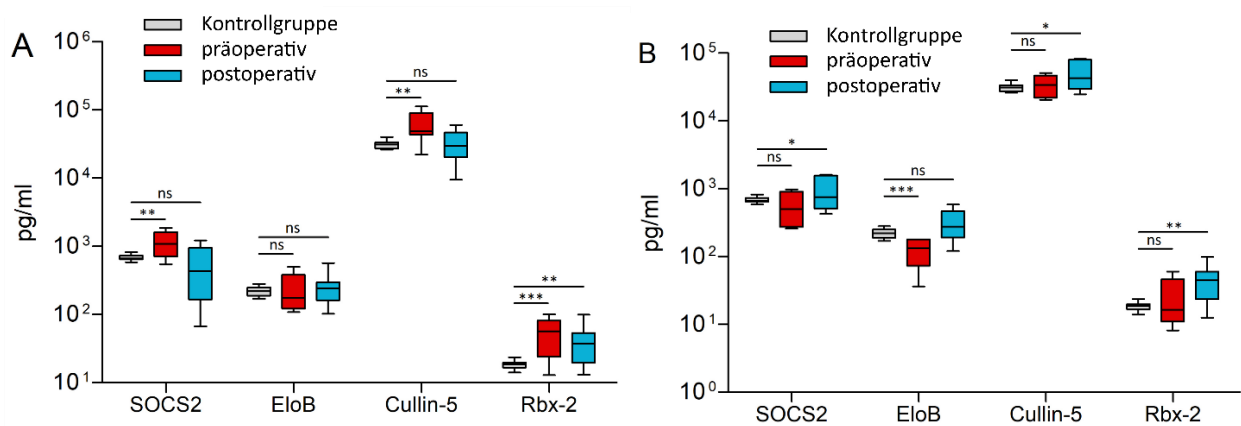 A
Kontrollgruppe
präoperativ
postoperativ
pg/ml
10^6
10^5
10^4
10^3
10^2
10^1
ns
**
ns
ns
ns
**
**
***
SOCS2 EloB Cullin-5 Rbx-2
B
Kontrollgruppe
präoperativ
postoperativ
pg/ml
10^5
10^4
10^3
10^2
10^1
10^0
*
ns
ns
***
*
ns
**
ns
SOCS2 EloB Cullin-5 Rbx-2